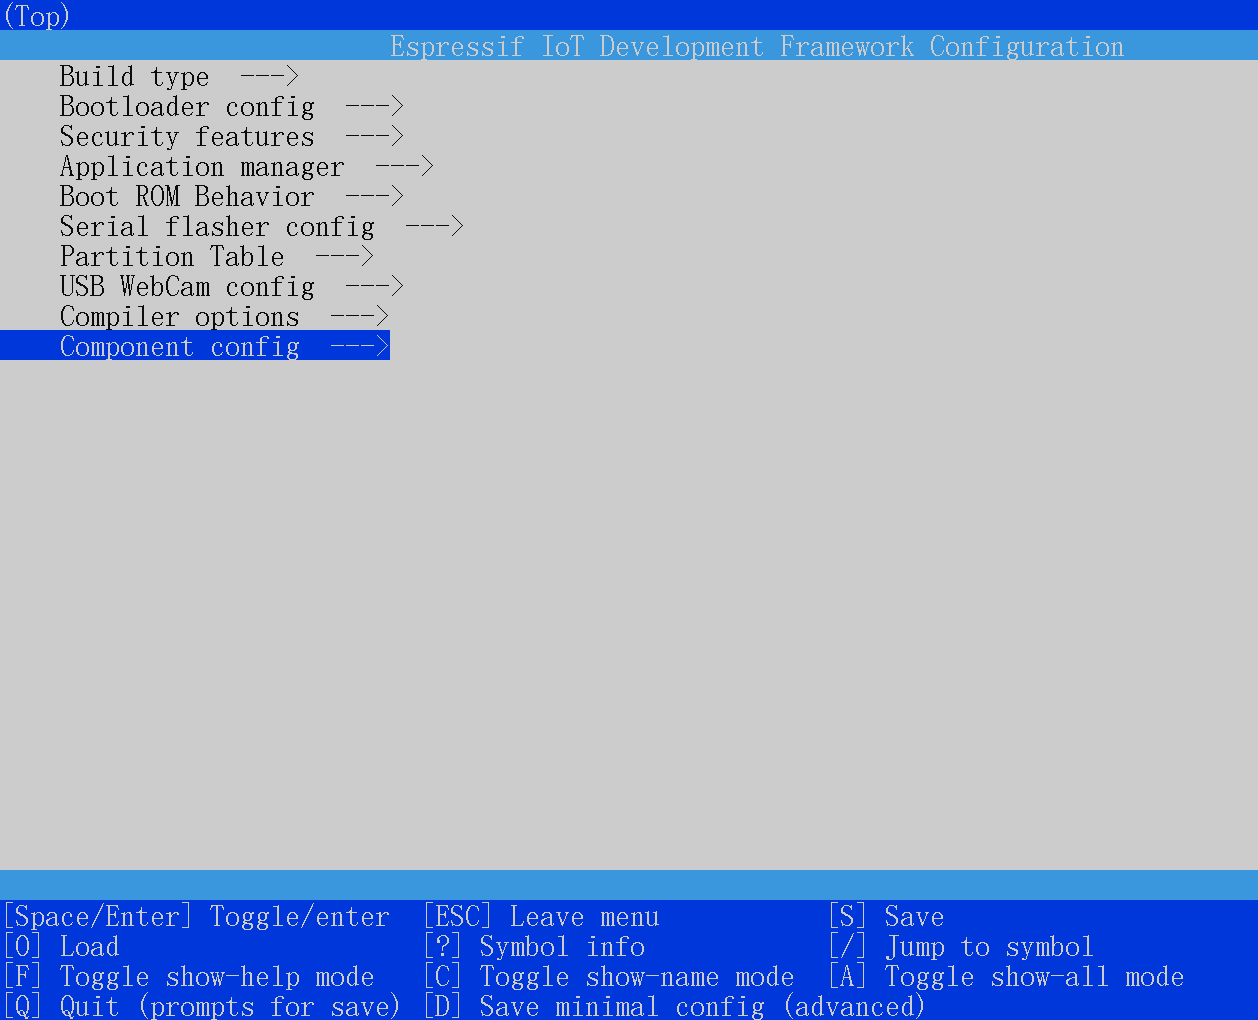 (Top)
Espressif IoT Development Framework Configuration
Build type  --->
Bootloader config  --->
Security features  --->
Application manager  --->
Boot ROM Behavior  --->
Serial flasher config  --->
Partition Table  --->
USB WebCam config  --->
Compiler options  --->
Component config  --->
[Space/Enter] Toggle/enter  [ESC] Leave menu  [S] Save
[O] Load  [?] Symbol info  [/] Jump to symbol
[F] Toggle show-help mode  [C] Toggle show-name mode  [A] Toggle show-all mode
[Q] Quit (prompts for save)  [D] Save minimal config (advanced)